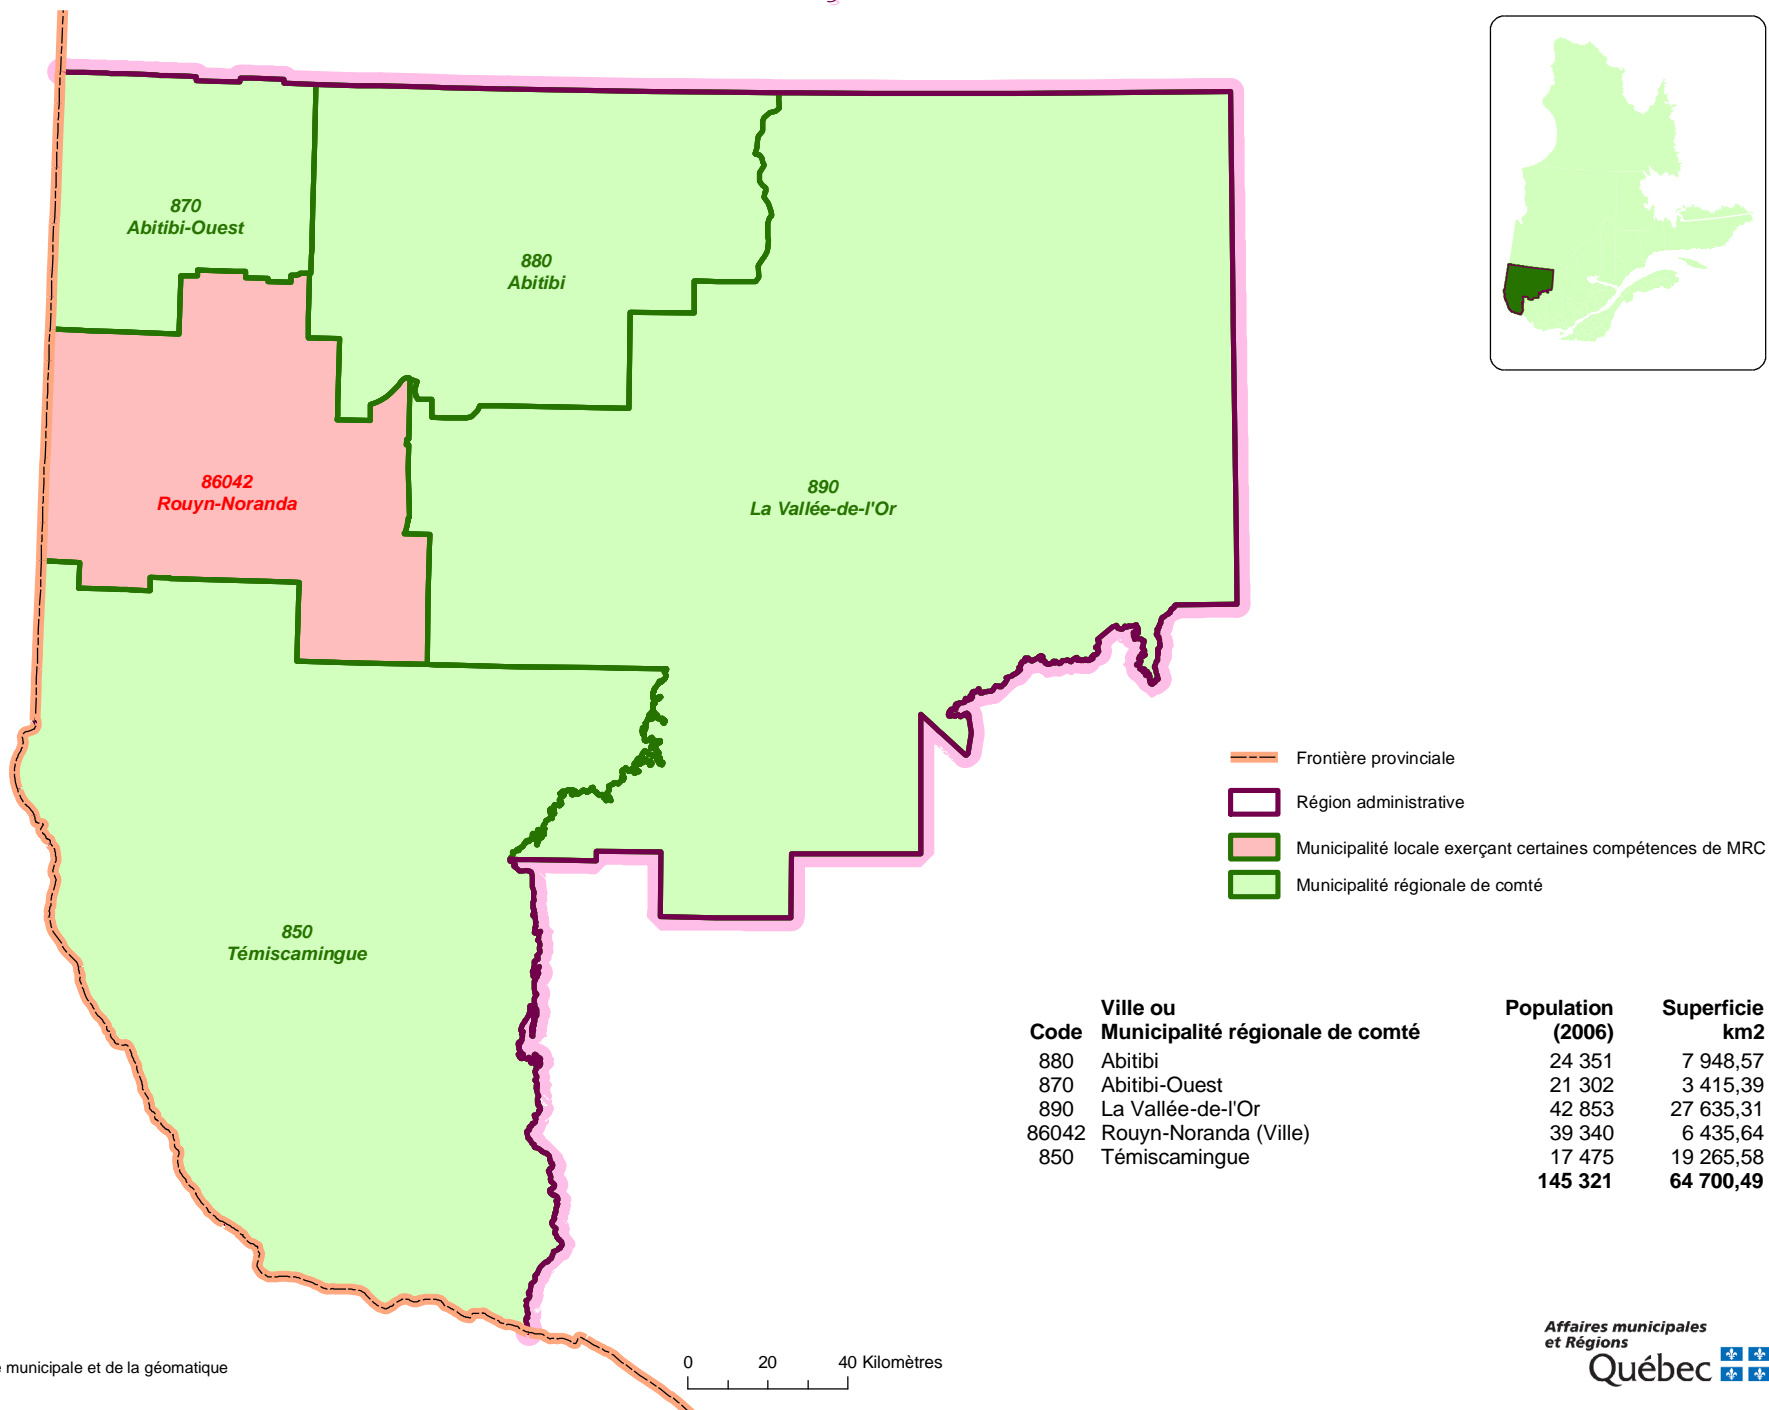 870
Abitibi-Ouest
880
Abitibi
86042
Rouyn-Noranda
890
La Vallée-de-l'Or
850
Témiscamingue
Frontière provinciale
Région administrative
Municipalité locale exerçant certaines compétences de MRC
Municipalité régionale de comté
Ville ou Population Superficie
Code Municipalité régionale de comté (2006) km2
880 Abitibi 24 351 7 948,57
870 Abitibi-Ouest 21 302 3 415,39
890 La Vallée-de-l'Or 42 853 27 635,31
86042 Rouyn-Noranda (Ville) 39 340 6 435,64
850 Témiscamingue 17 475 19 265,58
145 321 64 700,49
municipale et de la géomatique
0 20 40 Kilomètres
Affaires municipales
et Régions
Québec